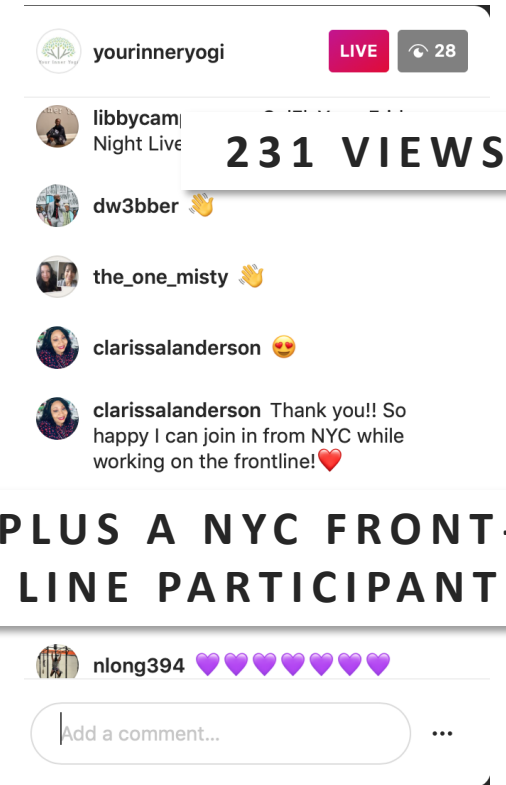 yourinneryogi LIVE 28
libbycam
Night Live
231 VIEWS
dw3bber 👋
the_one_misty 👋
clarissalanderson 😍
clarissalanderson Thank you!! So
happy I can join in from NYC while
working on the frontline!❤️
PLUS A NYC FRONT-
LINE PARTICIPANT
nlong394 💜💜💜💜💜💜💜
Add a comment...